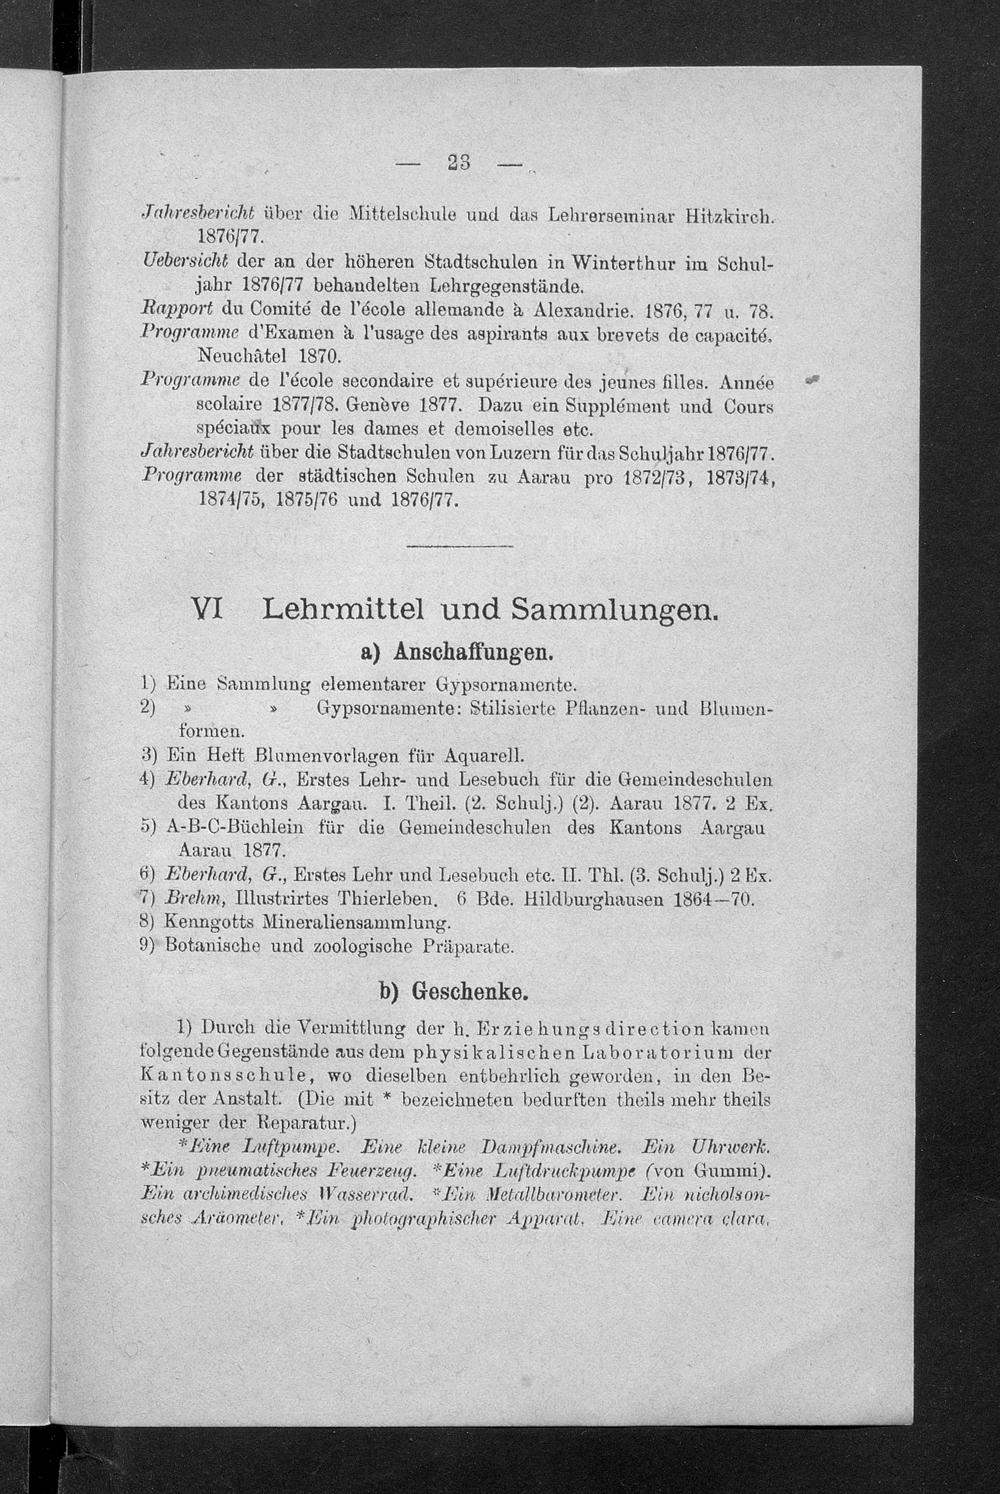 — 23 —
Jahresbericht über die Mittelschule und das Lehrerseminar Hitzkirch.
1876/77.
Uebersicht der an der höheren Stadtschulen in Winterthur im Schul-
jahr 1876/77 behandelten Lehrgegenstände.
Rapport du Comité de l'école allemande à Alexandrie. 1876, 77 u. 78.
Programme d'Examen à l'usage des aspirants aux brevets de capacité.
Neuchâtel 1870.
Programme de l'école secondaire et supérieure des jeunes filles. Année
scolaire 1877/78. Genève 1877. Dazu ein Supplément und Cours
spéciaux pour les dames et demoiselles etc.
Jahresbericht über die Stadtschulen von Luzern für das Schuljahr 1876/77.
Programme der städtischen Schulen zu Aarau pro 1872/73, 1873/74,
1874/75, 1875/76 und 1876/77.
VI Lehrmittel und Sammlungen.
a) Anschaffungen.
1) Eine Sammlung elementarer Gypsornamente.
2) » » Gypsornamente: Stilisierte Pflanzen- und Blumen-
formen.
3) Ein Heft Blumenvorlagen für Aquarell.
4) Eberhard, G., Erstes Lehr- und Lesebuch für die Gemeindeschulen
des Kantons Aargau. I. Theil. (2. Schulj.) (2). Aarau 1877. 2 Ex.
5) A-B-C-Büchlein für die Gemeindeschulen des Kantons Aargau
Aarau 1877.
6) Eberhard, G., Erstes Lehr und Lesebuch etc. II. Thl. (3. Schulj.) 2 Ex.
7) Brehm, Illustrirtes Thierleben. 6 Bde. Hildburghausen 1864—70.
8) Kenngotts Mineraliensammlung.
9) Botanische und zoologische Präparate.
b) Geschenke.
1) Durch die Vermittlung der h. Erziehungsdirection kamen
folgende Gegenstände aus dem physikalischen Laboratorium der
Kantonsschule, wo dieselben entbehrlich geworden, in den Be-
sitz der Anstalt. (Die mit * bezeichneten bedurften theils mehr theils
weniger der Reparatur.)
*Eine Luftpumpe. Eine kleine Dampfmaschine. Ein Uhrwerk.
*Ein pneumatisches Feuerzeug. *Eine Luftdruckpumpe (von Gummi).
Ein archimedisches Wasserrad. *Ein Metallbarometer. Ein nicholson-
sches Aräometer. *Ein photographischer Apparat. Eine camera clara.